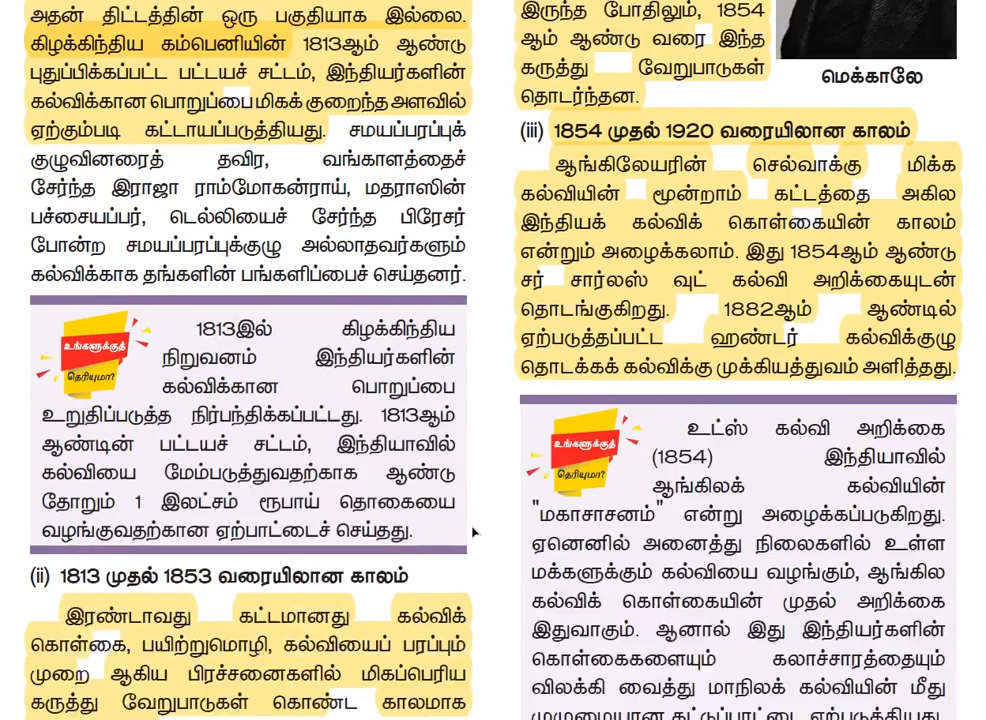 அதன் திட்டத்தின் ஒரு பகுதியாக இல்லை.
கிழக்கிந்திய கம்பெனியின் 1813ஆம் ஆண்டு
புதுப்பிக்கப்பட்ட பட்டயச் சட்டம், இந்தியர்களின்
கல்விக்கான பொறுப்பை மிகக் குறைந்த அளவில்
ஏற்கும்படி கட்டாயப்படுத்தியது. சமயப்பரப்புக்
குழுவினரைத் தவிர, வங்காளத்தைச்
சேர்ந்த இராஜா ராம்மோகன்ராய், மதராஸின்
பச்சையப்பர், டெல்லியைச் சேர்ந்த பிரேசர்
போன்ற சமயப்பரப்புக்குழு அல்லாதவர்களும்
கல்விக்காக தங்களின் பங்களிப்பைச் செய்தனர்.
உங்களுக்குத்
தெரியுமா?
1813இல் கிழக்கிந்திய
நிறுவனம் இந்தியர்களின்
கல்விக்கான பொறுப்பை
உறுதிப்படுத்த நிர்பந்திக்கப்பட்டது. 1813ஆம்
ஆண்டின் பட்டயச் சட்டம், இந்தியாவில்
கல்வியை மேம்படுத்துவதற்காக ஆண்டு
தோறும் 1 இலட்சம் ரூபாய் தொகையை
வழங்குவதற்கான ஏற்பாட்டைச் செய்தது.
(ii) 1813 முதல் 1853 வரையிலான காலம்
இரண்டாவது கட்டமானது கல்விக்
கொள்கை, பயிற்றுமொழி, கல்வியைப் பரப்பும்
முறை ஆகிய பிரச்சனைகளில் மிகப்பெரிய
கருத்து வேறுபாடுகள் கொண்ட காலமாக
இருந்த போதிலும், 1854
ஆம் ஆண்டு வரை இந்த
கருத்து வேறுபாடுகள்
தொடர்ந்தன.
மெக்காலே
(iii) 1854 முதல் 1920 வரையிலான காலம்
ஆங்கிலேயரின் செல்வாக்கு மிக்க
கல்வியின் மூன்றாம் கட்டத்தை அகில
இந்தியக் கல்விக் கொள்கையின் காலம்
என்றும் அழைக்கலாம். இது 1854ஆம் ஆண்டு
சர் சார்லஸ் வுட் கல்வி அறிக்கையுடன்
தொடங்குகிறது. 1882ஆம் ஆண்டில்
ஏற்படுத்தப்பட்ட ஹண்டர் கல்விக்குழு
தொடக்கக் கல்விக்கு முக்கியத்துவம் அளித்தது.
உங்களுக்குத்
தெரியுமா?
உட்ஸ் கல்வி அறிக்கை
(1854) இந்தியாவில்
ஆங்கிலக் கல்வியின்
"மகாசாசனம்" என்று அழைக்கப்படுகிறது.
ஏனெனில் அனைத்து நிலைகளில் உள்ள
மக்களுக்கும் கல்வியை வழங்கும், ஆங்கில
கல்விக் கொள்கையின் முதல் அறிக்கை
இதுவாகும். ஆனால் இது இந்தியர்களின்
கொள்கைகளையும் கலாச்சாரத்தையும்
விலக்கி வைத்து மாநிலக் கல்வியின் மீது
முழுமையான கட்டுப்பாட்டை ஏற்படுத்தியது.